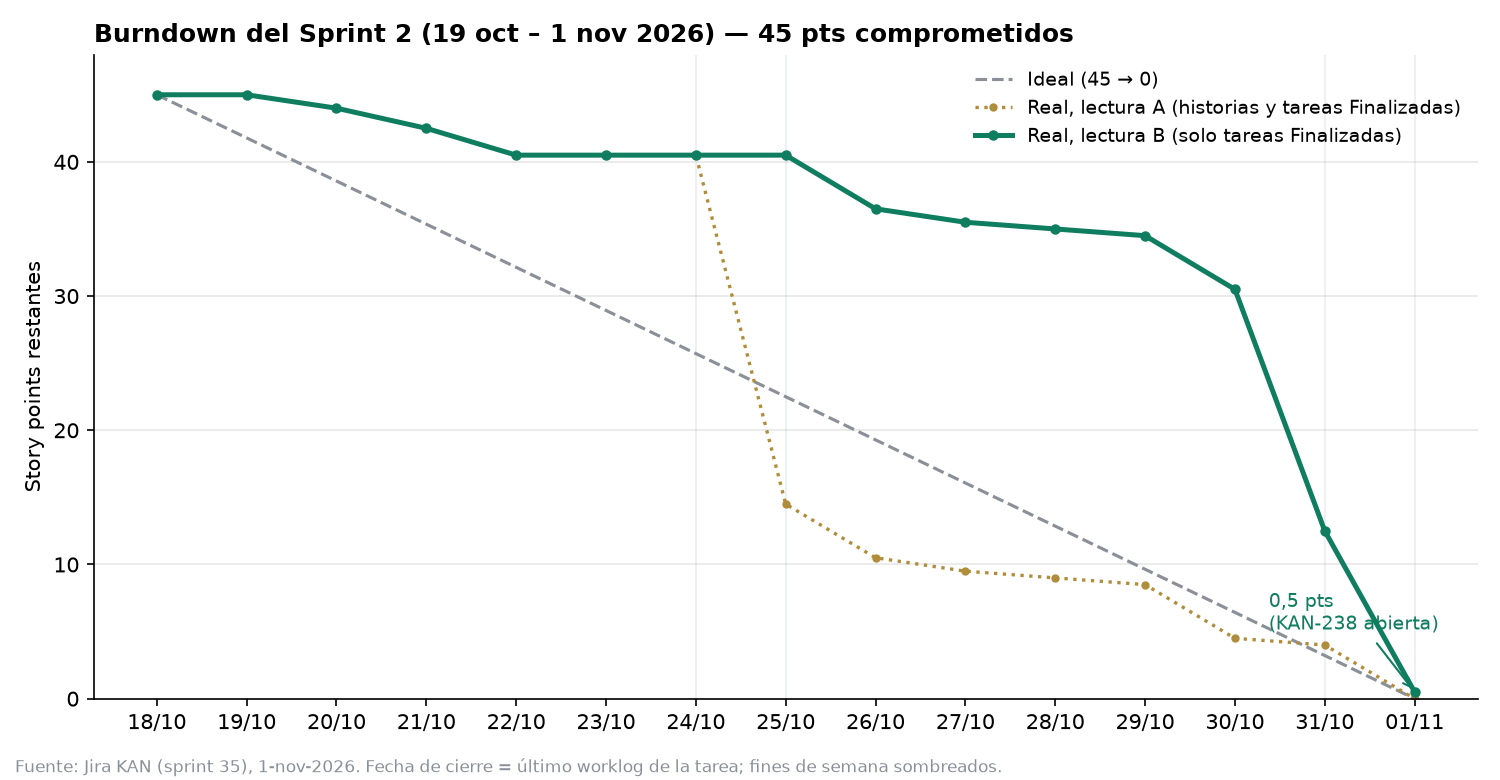 Burndown del Sprint 2 (19 oct – 1 nov 2026) — 45 pts comprometidos
Ideal (45 → 0)
Real, lectura A (historias y tareas Finalizadas)
Real, lectura B (solo tareas Finalizadas)
Story points restantes
40
30
20
10
0
0,5 pts
(KAN-238 abierta)
18/10 19/10 20/10 21/10 22/10 23/10 24/10 25/10 26/10 27/10 28/10 29/10 30/10 31/10 01/11
Fuente: Jira KAN (sprint 35), 1-nov-2026. Fecha de cierre = último worklog de la tarea; fines de semana sombreados.